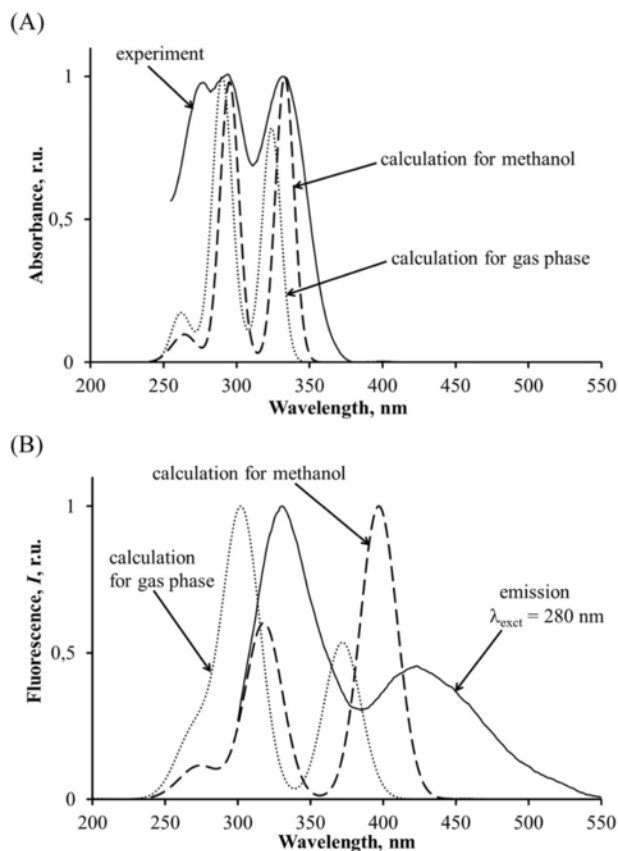 (A)
experiment
1
calculation for methanol
0,5
calculation for gas phase
0
Absorbance, r.u.
200 250 300 350 400 450 500 550
Wavelength, nm
(B)
calculation for methanol
1
calculation
for gas phase
emission
λexct = 280 nm
0,5
0
Fluorescence, I, r.u.
200 250 300 350 400 450 500 550
Wavelength, nm